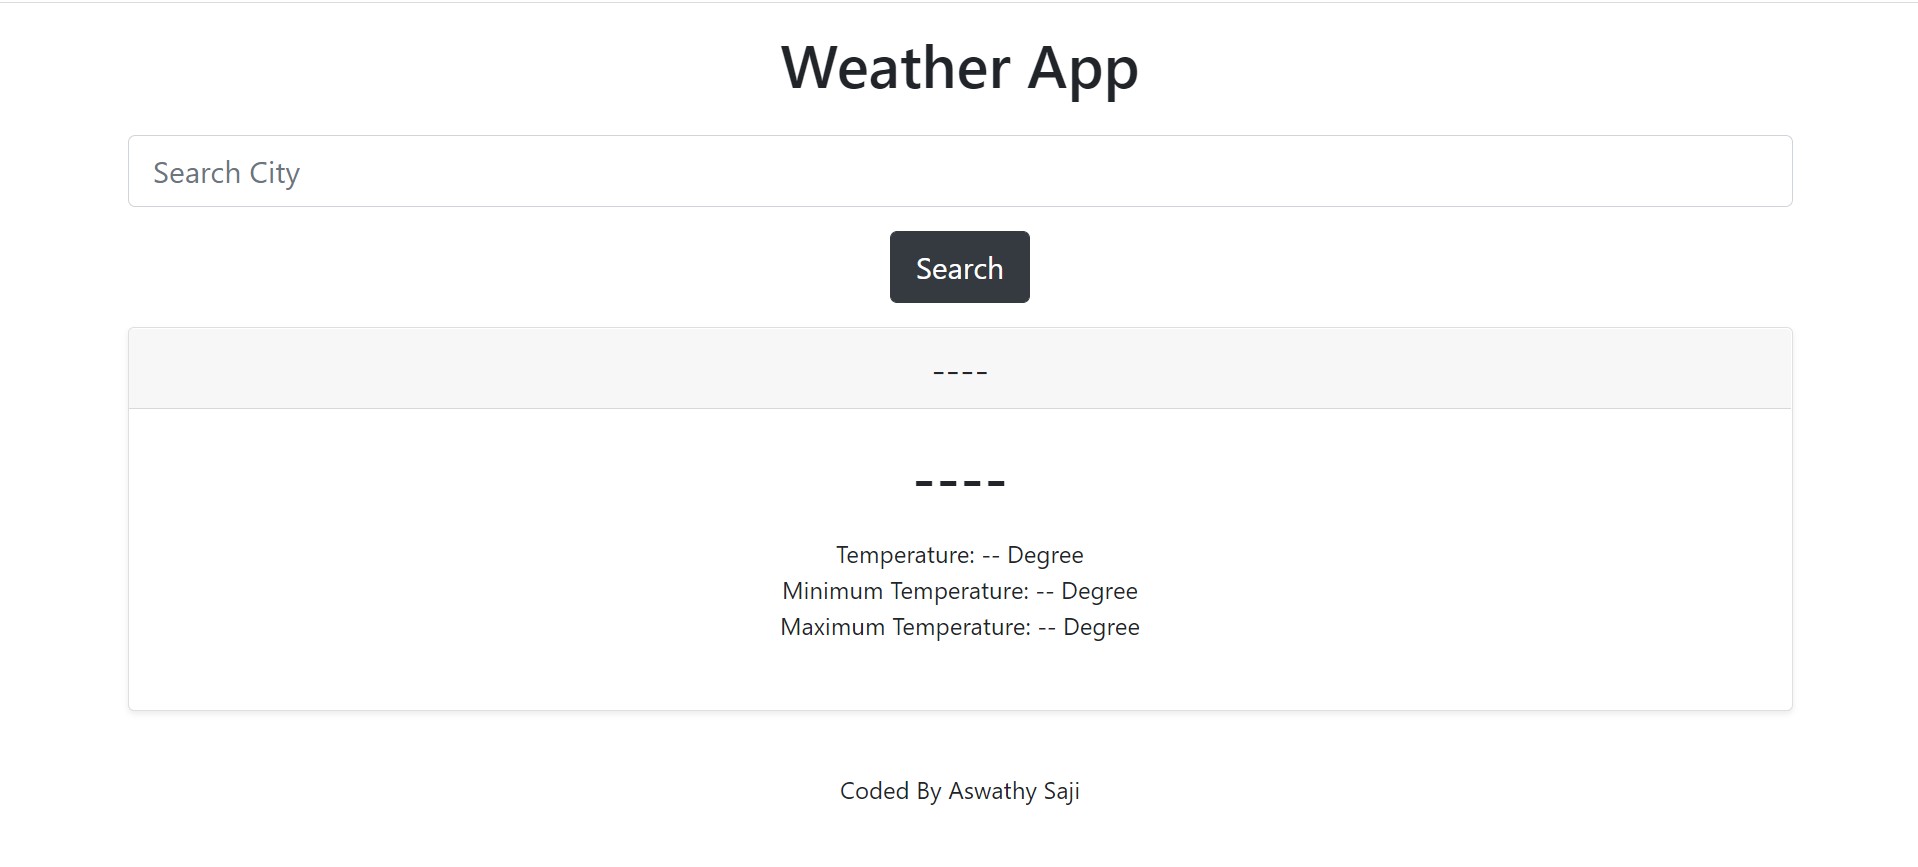 Weather App
Search City
Search
----
----
Temperature: -- Degree
Minimum Temperature: -- Degree
Maximum Temperature: -- Degree
Coded By Aswathy Saji